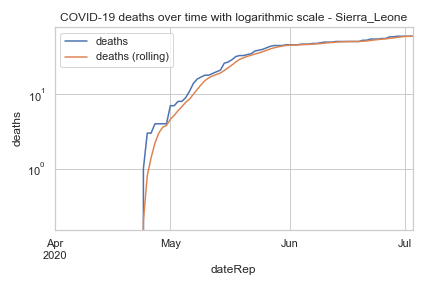 COVID-19 deaths over time with logarithmic scale - Sierra_Leone
deaths
deaths (rolling)
10¹
10⁰
deaths
Apr
2020
May
Jun
Jul
dateRep